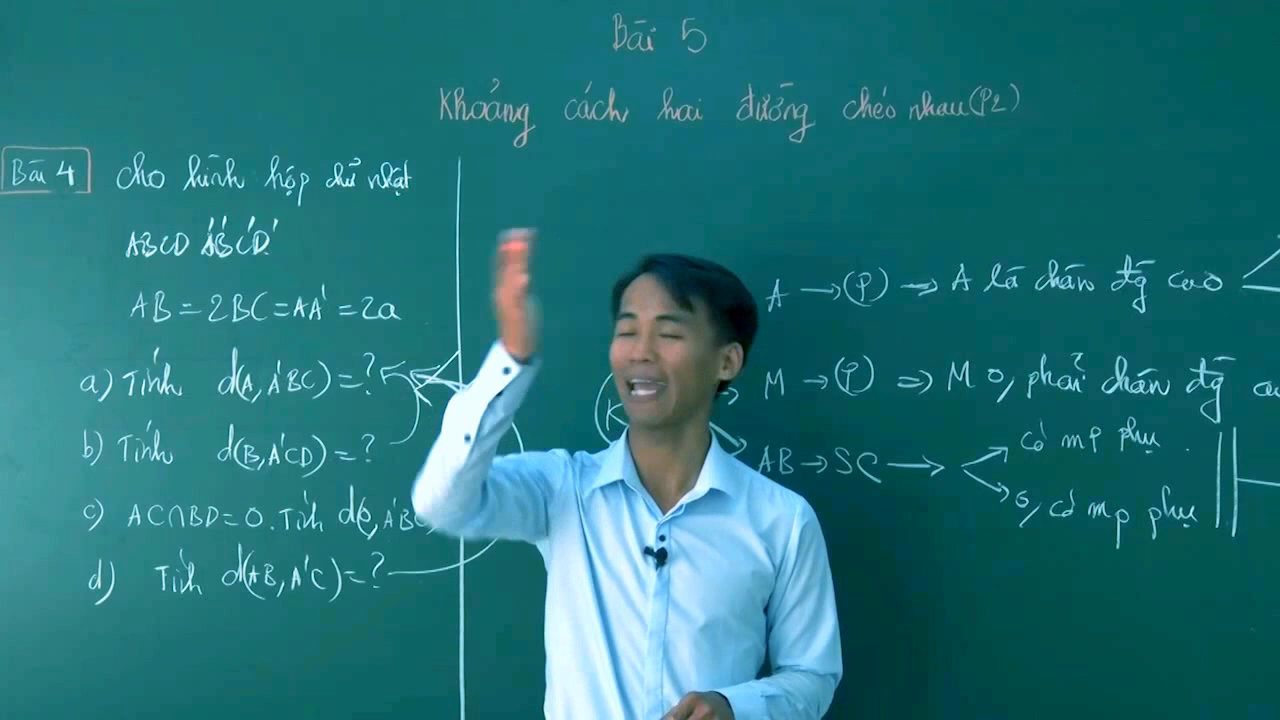 Bài 5
Khoảng cách hai đường chéo nhau (P2)
Bài 4 Cho hình hộp chữ nhật
ABCD A'B'C'D'
AB = 2BC = AA' = 2a
a) Tính d(A, A'BC) = ?
b) Tính d(B, A'CD) = ?
c) AC∩BD = O. Tính d(O, A'BC
d) Tính d(AB, A'C) = ?
A → (P) → A là chân đg cao
M → (P) ⇒ M o, phải chân đg
(K
AB → SC →
có mp phụ
o, có mp phụ